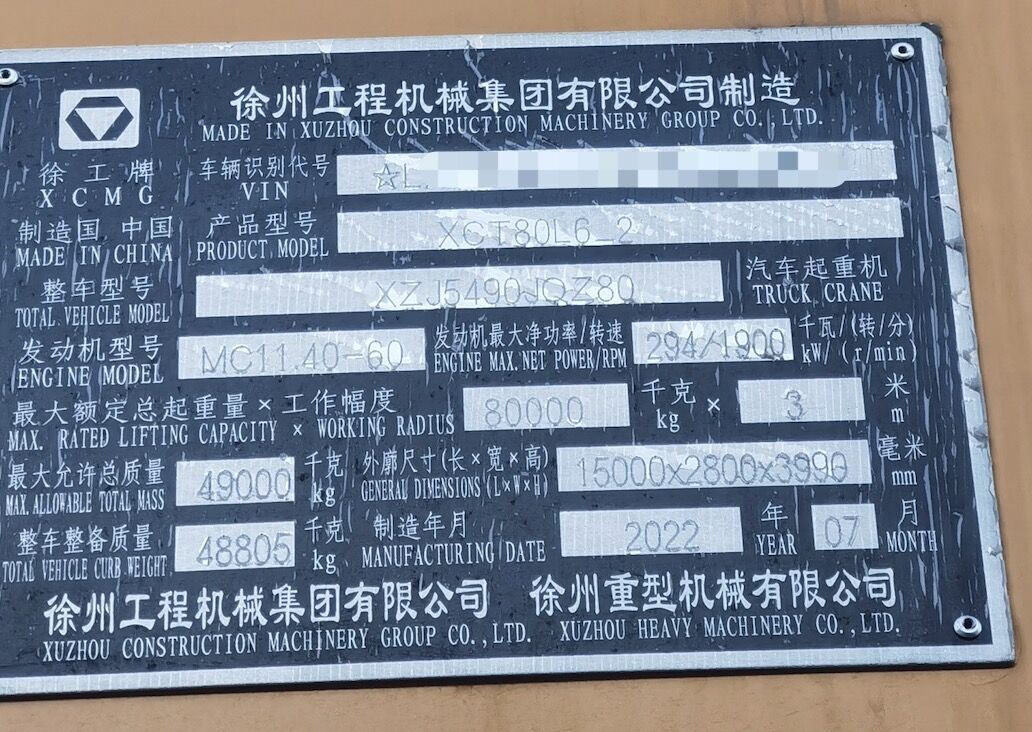 徐州工程机械集团有限公司制造
MADE IN XUZHOU CONSTRUCTION MACHINERY GROUP CO., LTD.
徐工牌
XCMG
车辆识别代号
VIN
☆L
制造国 中国
MADE IN CHINA
产品型号
PRODUCT MODEL
XCT80L6_2
整车型号
TOTAL VEHICLE MODEL
XZJ5490JQZ80
汽车起重机
TRUCK CRANE
发动机型号
ENGINE MODEL
MC11.40-60
发动机最大净功率/转速
ENGINE MAX.NET POWER/RPM
294/1900
千瓦/(转/分)
kW/ (r/min)
最大额定总起重量×工作幅度
MAX. RATED LIFTING CAPACITY × WORKING RADIUS
80000
千克
kg
×
3
米
m
最大允许总质量
MAX. ALLOWABLE TOTAL MASS
49000
千克
kg
外廓尺寸(长×宽×高)
GENERAL DIMENSIONS (L×W×H)
15000x2800x3990
毫米
mm
整车整备质量
TOTAL VEHICLE CURB WEIGHT
48805
千克
kg
制造年月
MANUFACTURING DATE
2022
年
YEAR
07
月
MONTH
徐州工程机械集团有限公司
XUZHOU CONSTRUCTION MACHINERY GROUP CO.,LTD.
徐州重型机械有限公司
XUZHOU HEAVY MACHINERY CO.,LTD.